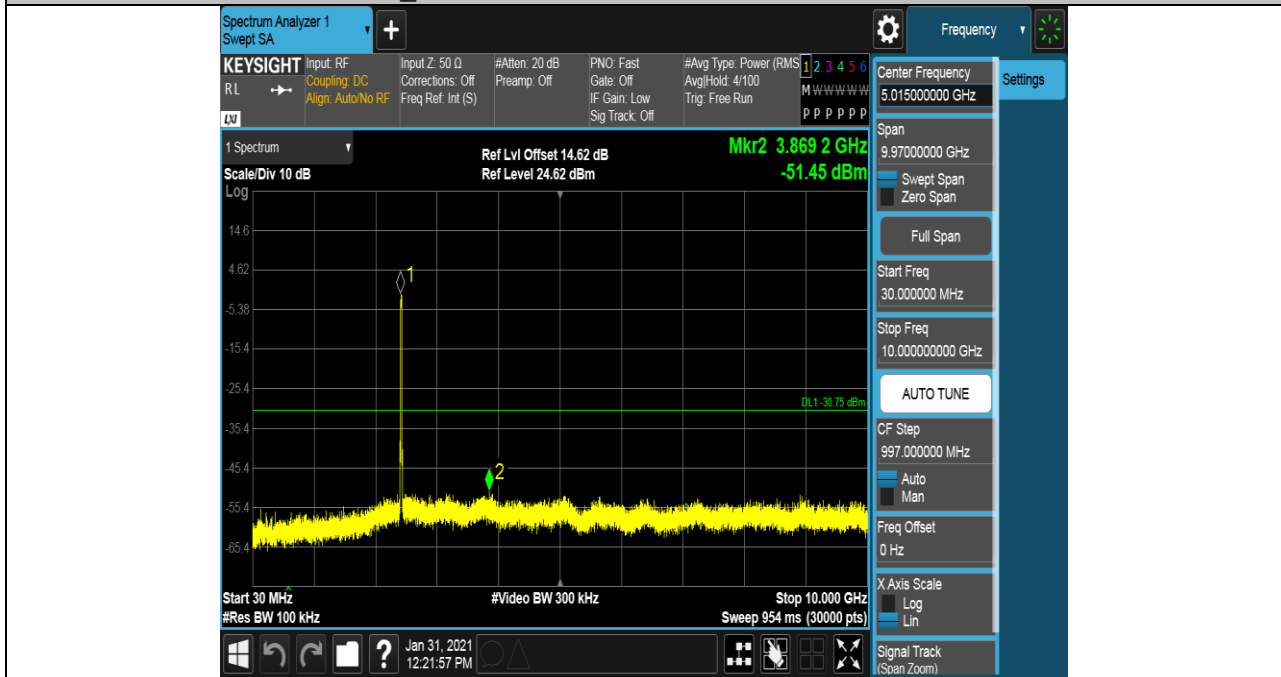 Spectrum Analyzer 1
Swept SA
+
Frequency
KEYSIGHT
RL
LXI
Input: RF
Coupling: DC
Align: Auto/No RF
Input Z: 50 Ω
Corrections: Off
Freq Ref: Int (S)
#Atten: 20 dB
Preamp: Off
PNO: Fast
Gate: Off
IF Gain: Low
Sig Track: Off
#Avg Type: Power (RMS
Avg|Hold: 4/100
Trig: Free Run
1 2 3 4 5 6
M W W W W W
P P P P P P
1 Spectrum
Scale/Div 10 dB
Ref Lvl Offset 14.62 dB
Ref Level 24.62 dBm
Mkr2 3.869 2 GHz
-51.45 dBm
Log
14.6
4.62
-5.38
-15.4
-25.4
-35.4
-45.4
-55.4
-65.4
1
DL1 -30.75 dBm
2
Start 30 MHz
#Res BW 100 kHz
#Video BW 300 kHz
Stop 10.000 GHz
Sweep 954 ms (30000 pts)
?
Jan 31, 2021
12:21:57 PM
Center Frequency
5.015000000 GHz
Settings
Span
9.97000000 GHz
Swept Span
Zero Span
Full Span
Start Freq
30.000000 MHz
Stop Freq
10.000000000 GHz
AUTO TUNE
CF Step
997.000000 MHz
Auto
Man
Freq Offset
0 Hz
X Axis Scale
Log
Lin
Signal Track
(Span Zoom)